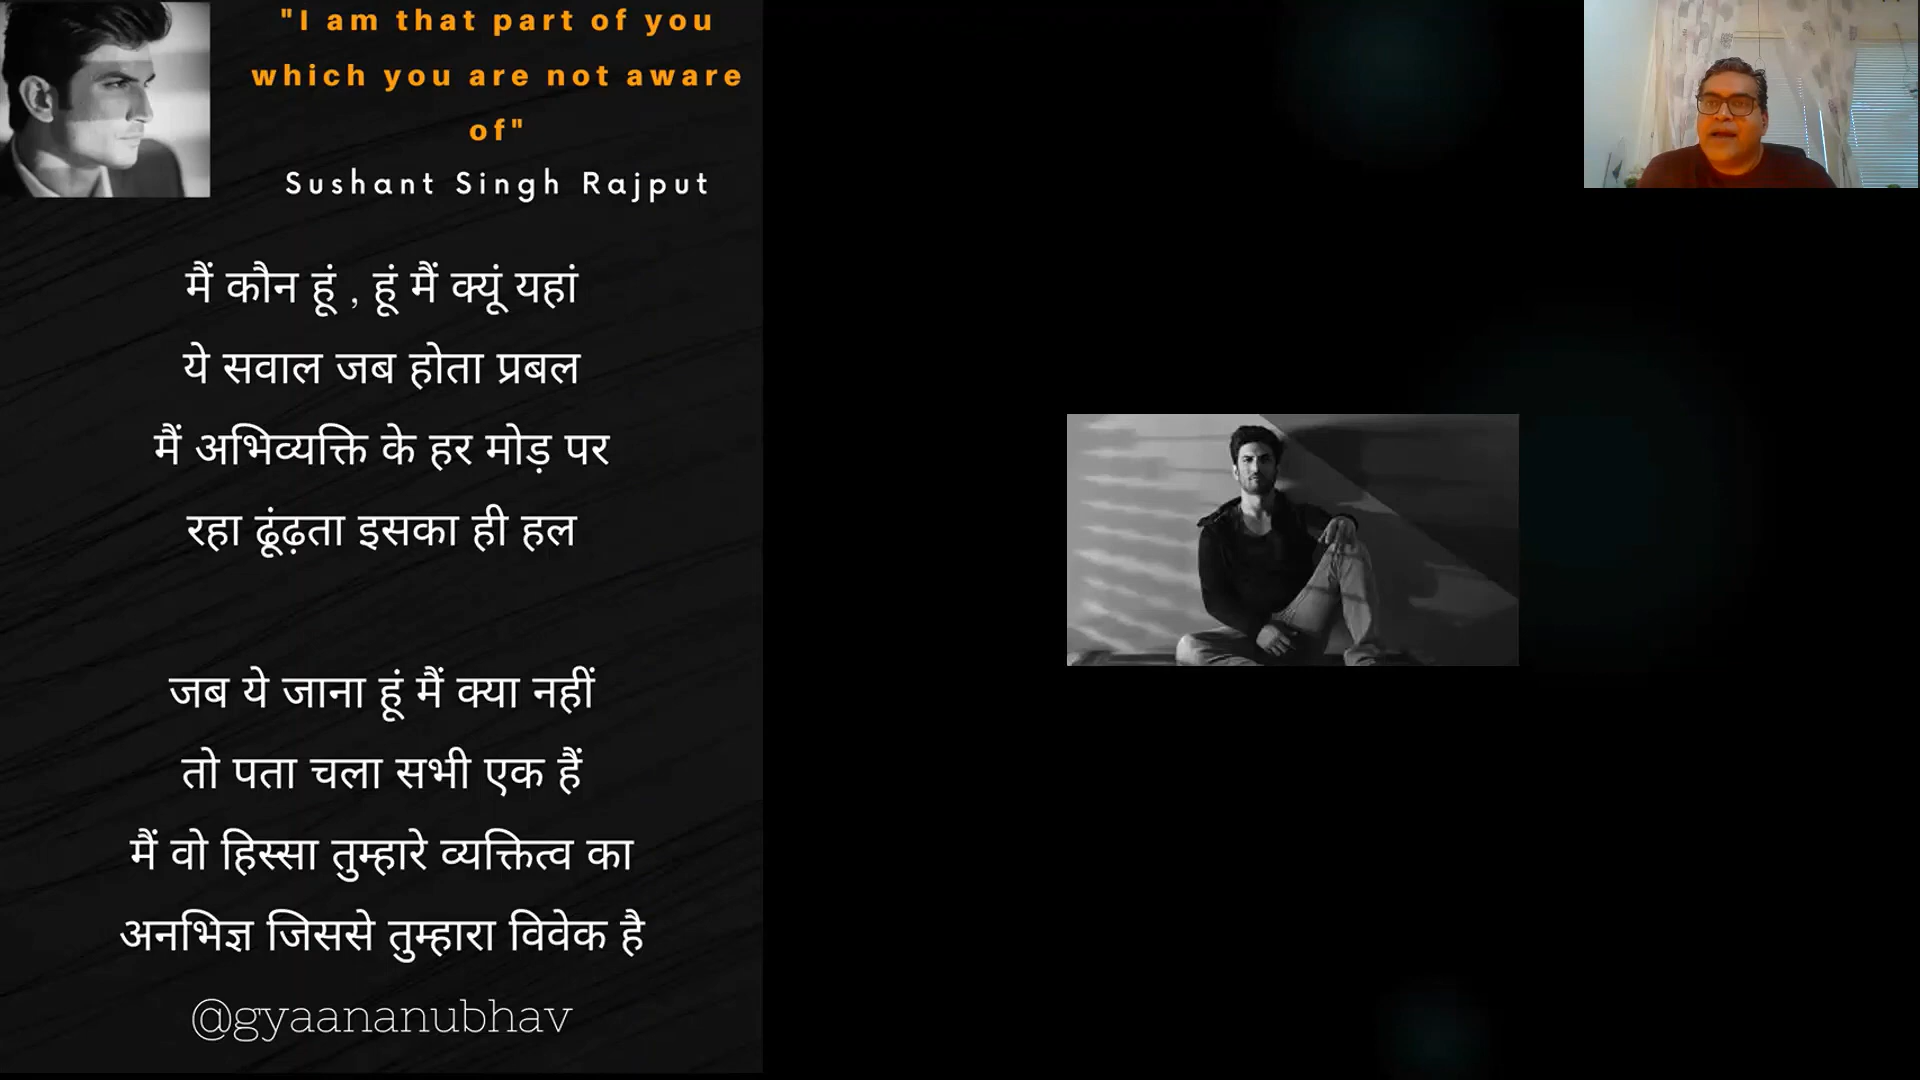 "I am that part of you
which you are not aware
of"
Sushant Singh Rajput
मैं कौन हूं , हूं मैं क्यूं यहां
ये सवाल जब होता प्रबल
मैं अभिव्यक्ति के हर मोड़ पर
रहा ढूंढ़ता इसका ही हल
जब ये जाना हूं मैं क्या नहीं
तो पता चला सभी एक हैं
मैं वो हिस्सा तुम्हारे व्यक्तित्व का
अनभिज्ञ जिससे तुम्हारा विवेक है
@gyaananubhav